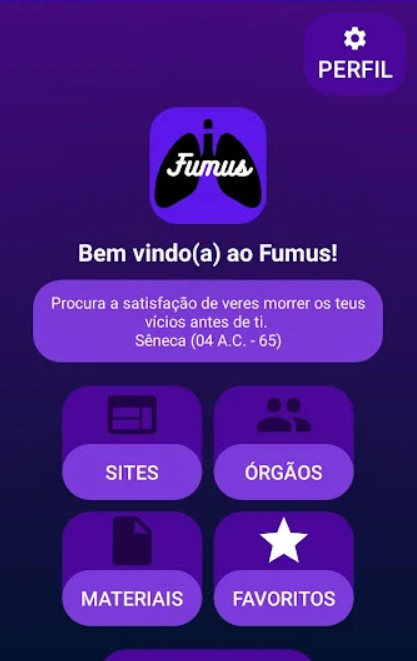 PERFIL
Fumus
Bem vindo(a) ao Fumus!
Procura a satisfação de veres morrer os teus
vícios antes de ti.
Sêneca (04 A.C. - 65)
SITES
ÓRGÃOS
MATERIAIS
FAVORITOS